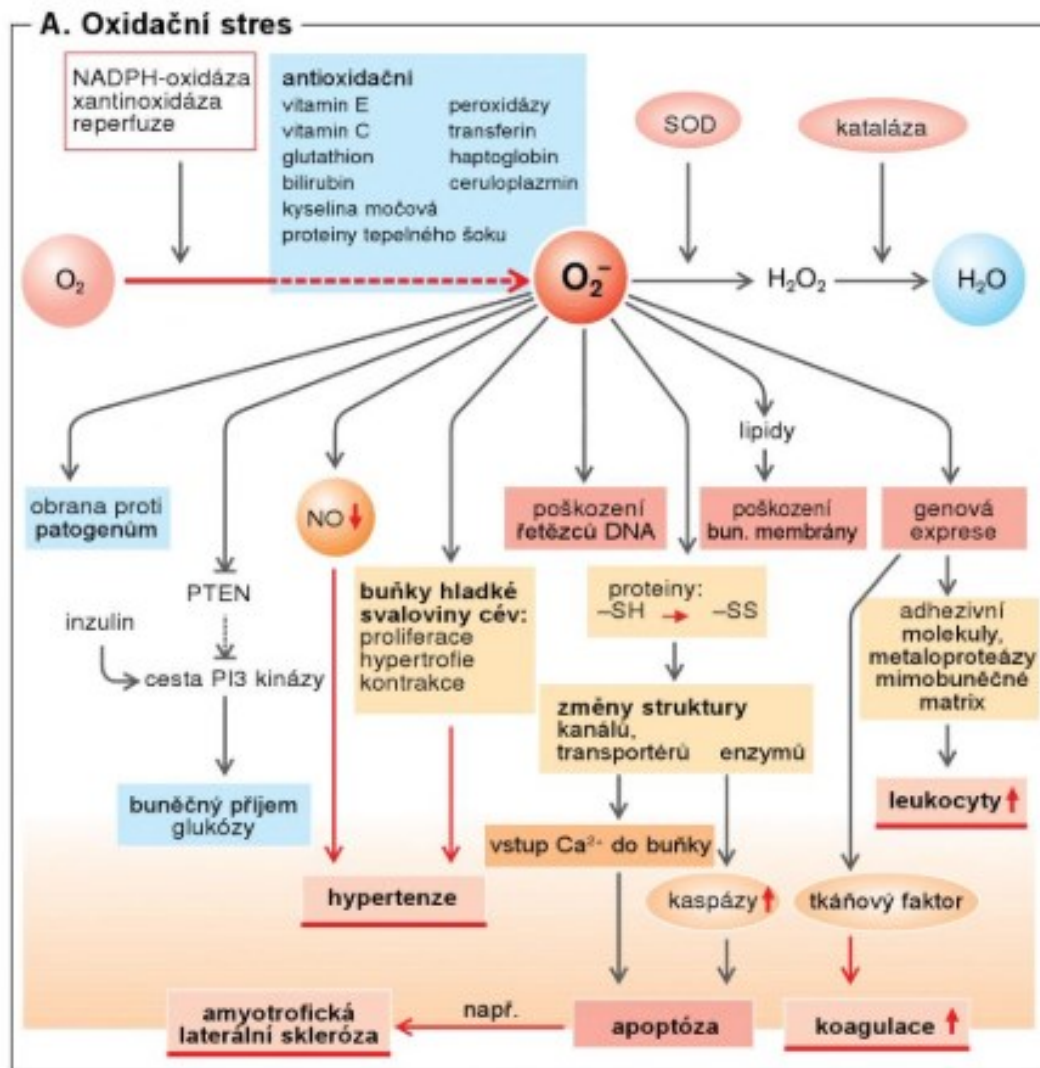 A. Oxidační stres
NADPH-oxidáza
xantinoxidáza
reperfuze
antioxidační
vitamin E
vitamin C
glutathion
bilirubin
kyselina močová
proteiny tepelného šoku
peroxidázy
transferin
haptoglobin
ceruloplazmin
SOD
kataláza
O₂
O₂⁻
H₂O₂
H₂O
lipidy
obrana proti
patogenům
NO
poškození
řetězců DNA
poškození
bun. membrány
genová
exprese
PTEN
inzulin
cesta PI3 kinázy
buněčný příjem
glukózy
buňky hladké
svaloviny cév:
proliferace
hypertrofie
kontrakce
proteiny:
–SH –SS
změny struktury
kanálů,
transportérů enzymů
adhezivní
molekuly,
metaloproteázy
mimobuněčné
matrix
leukocyty
vstup Ca²⁺ do buňky
hypertenze
kaspázy
tkáňový faktor
amyotrofická
laterální skleróza
např.
apoptóza
koagulace